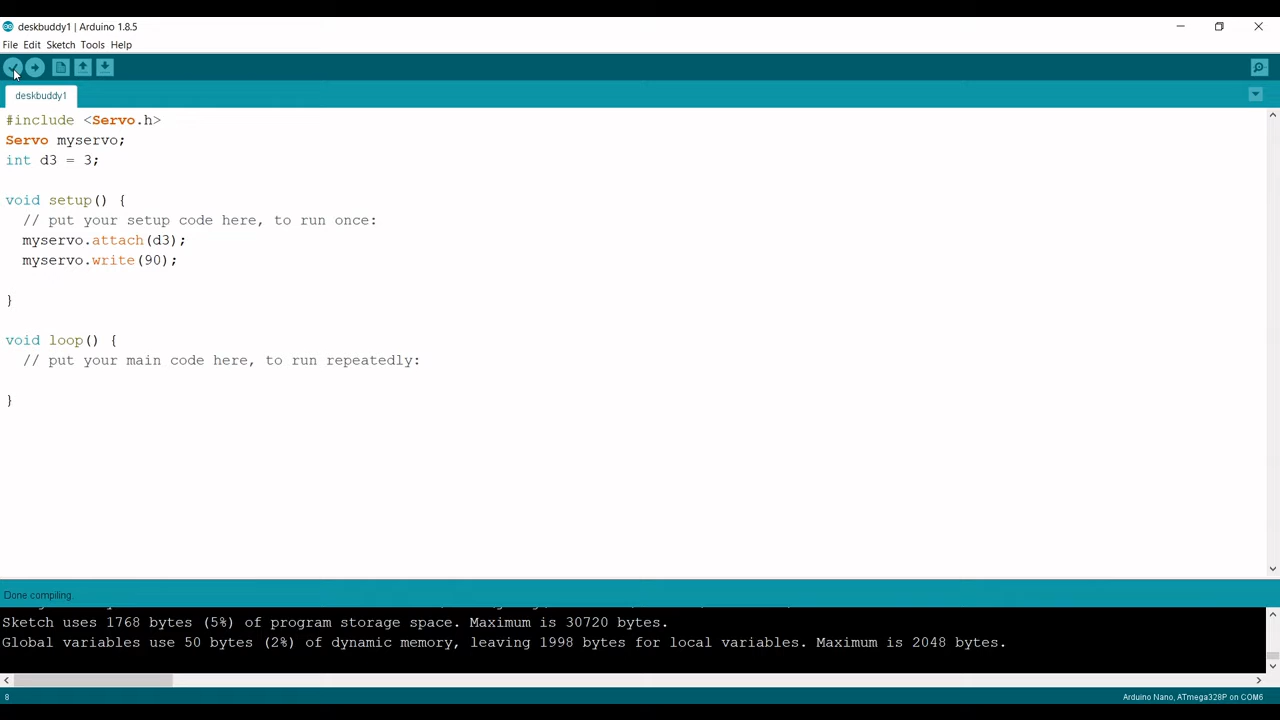 deskbuddy1 | Arduino 1.8.5
File Edit Sketch Tools Help
deskbuddy1
#include <Servo.h>
Servo myservo;
int d3 = 3;
void setup() {
// put your setup code here, to run once:
myservo.attach(d3);
myservo.write(90);
}
void loop() {
// put your main code here, to run repeatedly:
}
Done compiling.
Sketch uses 1768 bytes (5%) of program storage space. Maximum is 30720 bytes.
Global variables use 50 bytes (2%) of dynamic memory, leaving 1998 bytes for local variables. Maximum is 2048 bytes.
8 Arduino Nano, ATmega328P on COM6